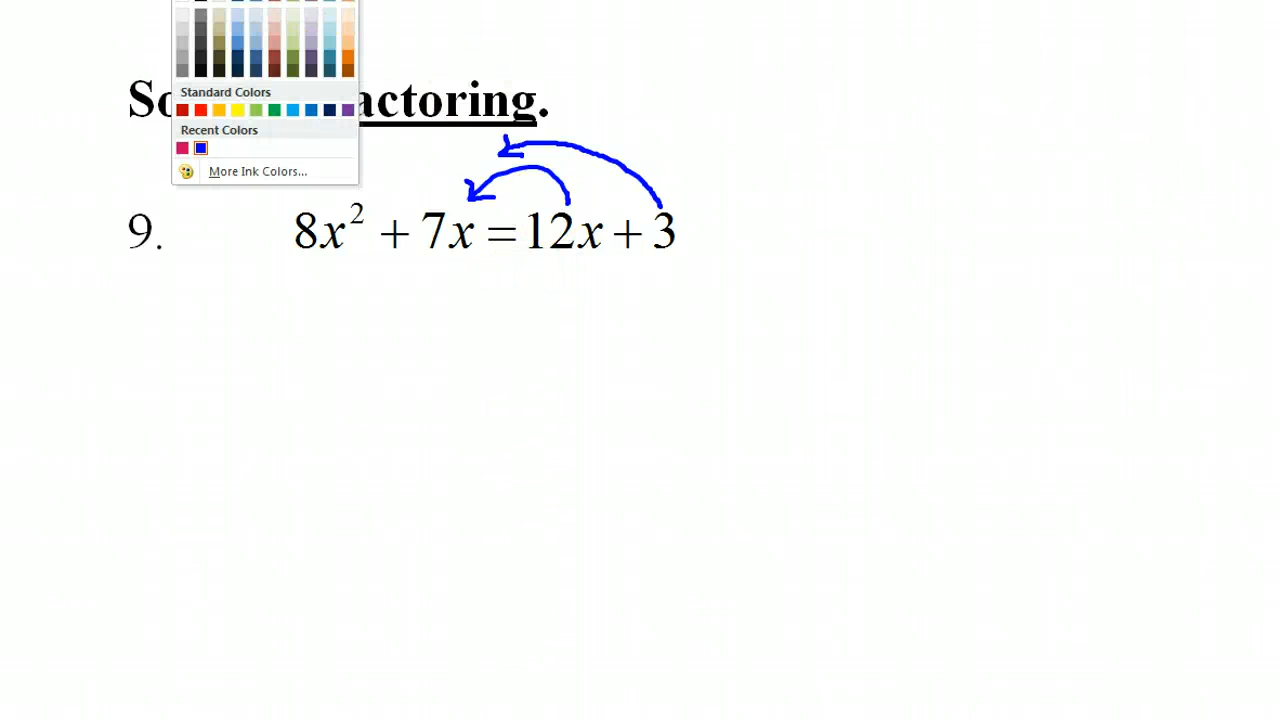 Standard Colors
actoring.
Recent Colors
More Ink Colors...
9. 8x² + 7x = 12x + 3